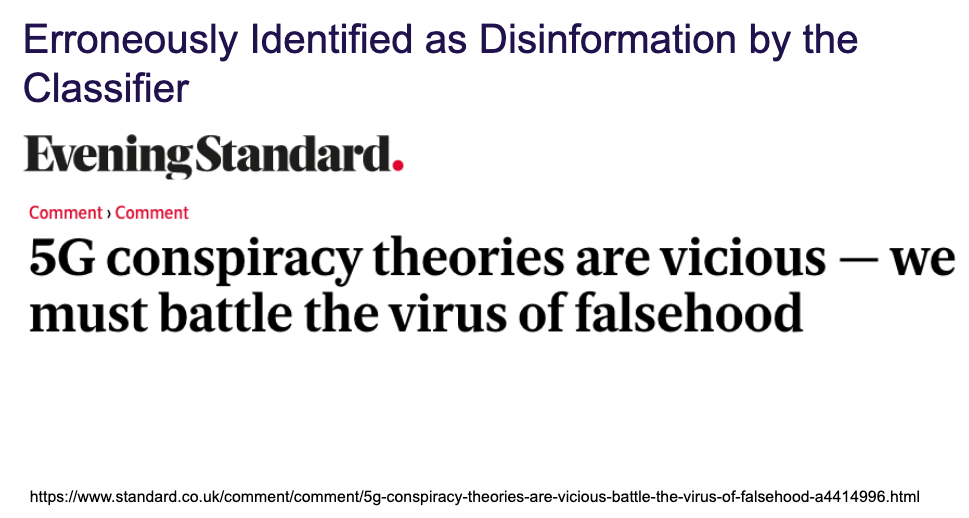 Erroneously Identified as Disinformation by the
Classifier
Evening Standard.
Comment › Comment
5G conspiracy theories are vicious — we
must battle the virus of falsehood
https://www.standard.co.uk/comment/comment/5g-conspiracy-theories-are-vicious-battle-the-virus-of-falsehood-a4414996.html